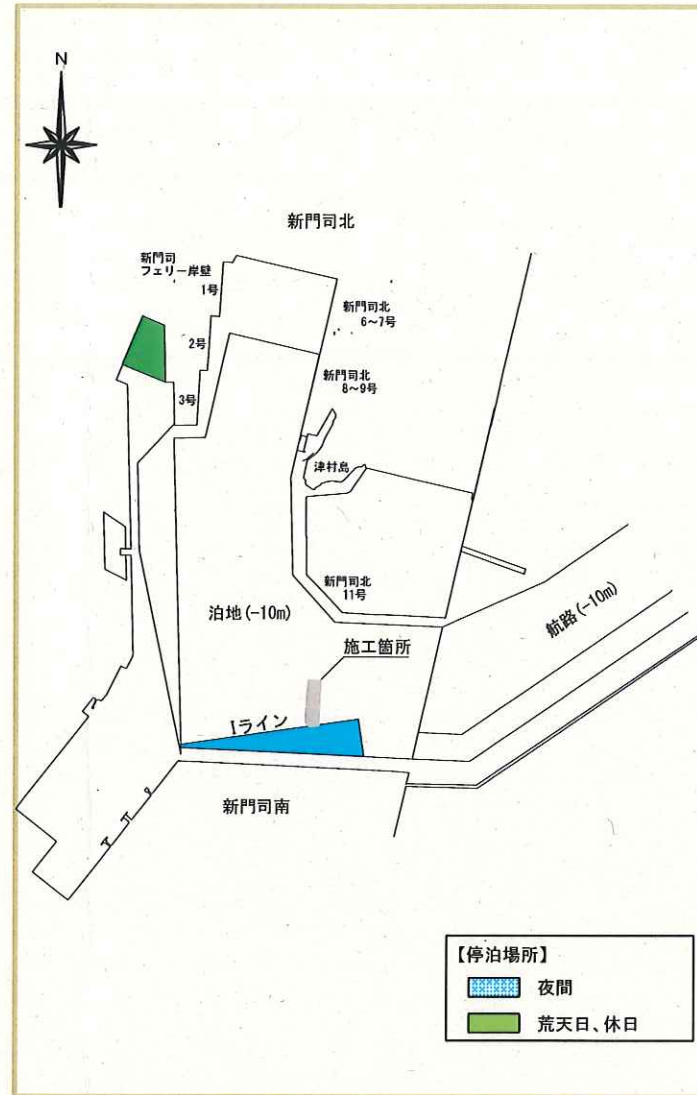 N
新門司北
新門司
フェリー岸壁
1号
2号
3号
新門司北
6~7号
新門司北
8~9号
津村島
新門司北
11号
泊地(-10m)
航路(-10m)
施工箇所
Iライン
新門司南
【停泊場所】
夜間
荒天日、休日